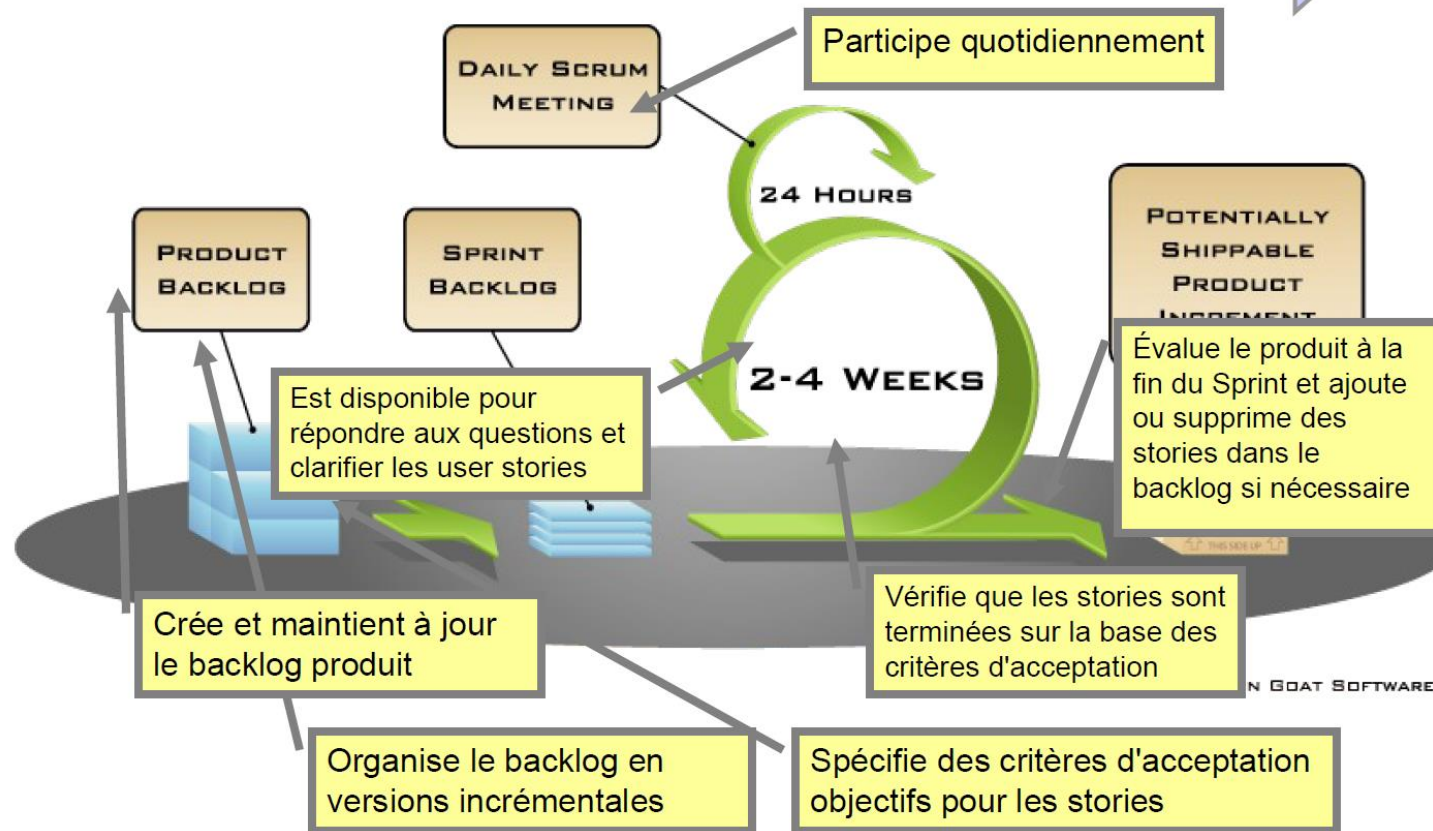 Participe quotidiennement
DAILY SCRUM
MEETING
24 HOURS
PRODUCT
BACKLOG
SPRINT
BACKLOG
POTENTIALLY
SHIPPABLE
PRODUCT
INCREMENT
2-4 WEEKS
Est disponible pour
répondre aux questions et
clarifier les user stories
Évalue le produit à la
fin du Sprint et ajoute
ou supprime des
stories dans le
backlog si nécessaire
THIS SIDE UP
Crée et maintient à jour
le backlog produit
Vérifie que les stories sont
terminées sur la base des
critères d'acceptation
N GOAT SOFTWARE
Organise le backlog en
versions incrémentales
Spécifie des critères d'acceptation
objectifs pour les stories